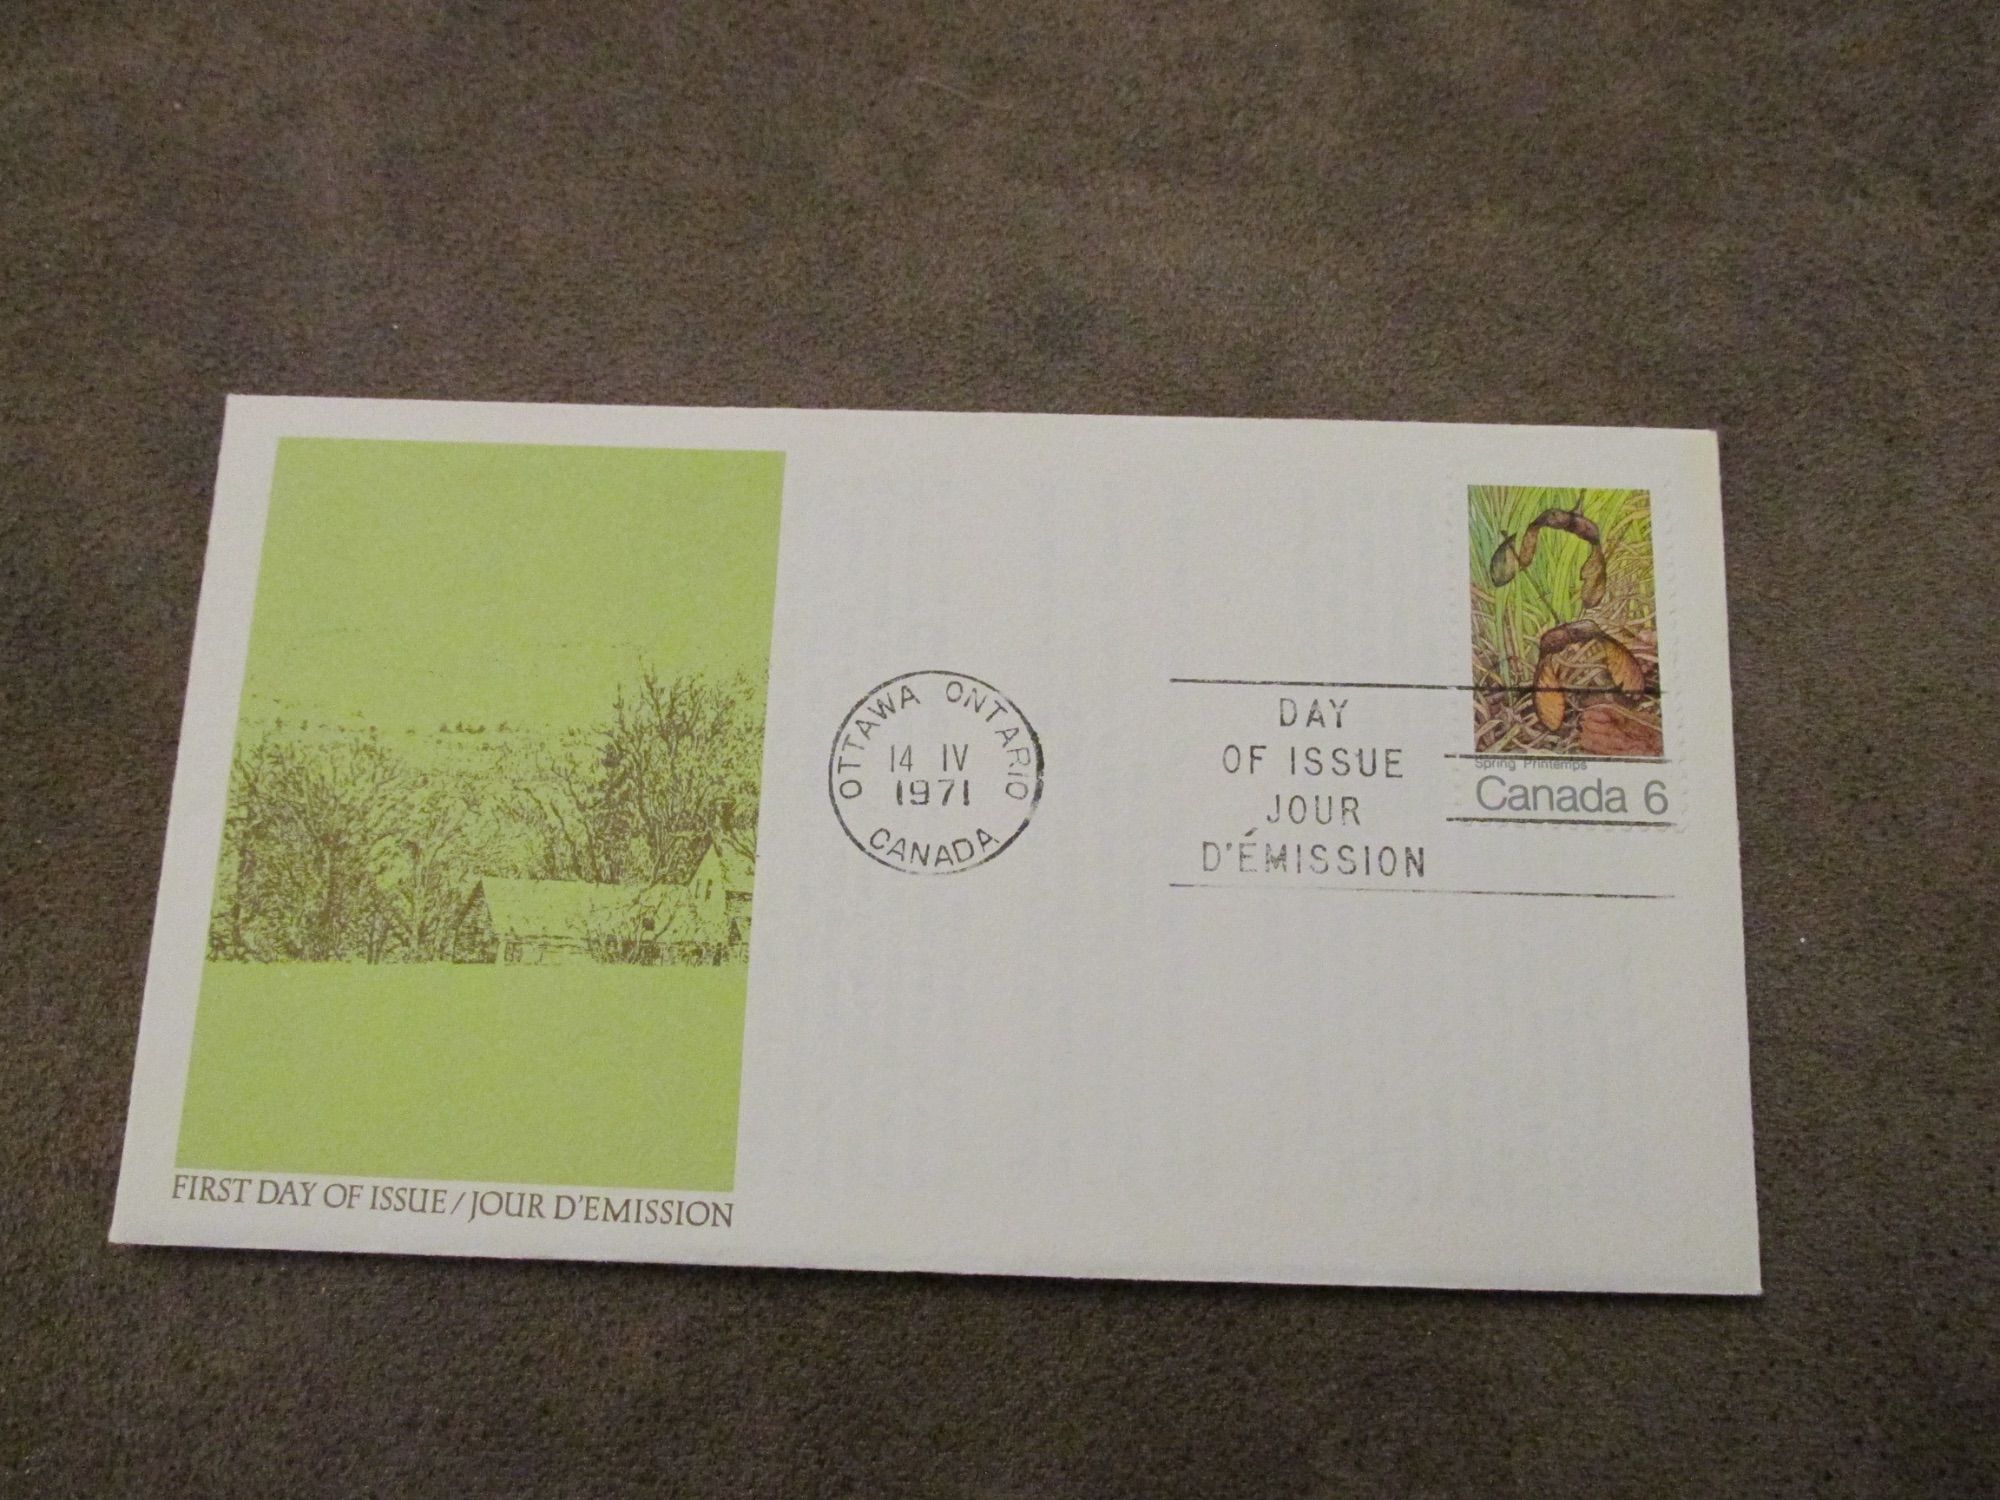 OTTAWA ONTARIO
14 IV
1971
CANADA
DAY
OF ISSUE
JOUR
D'ÉMISSION
Spring Printemps
Canada 6
FIRST DAY OF ISSUE / JOUR D'EMISSION